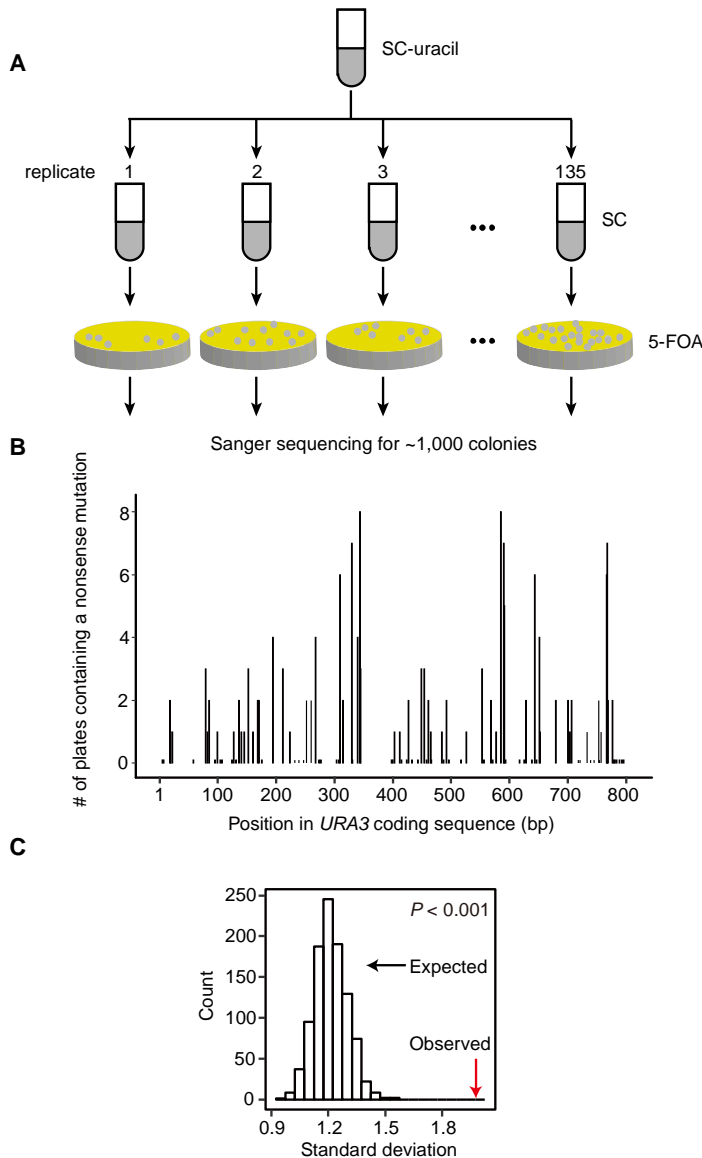 A
SC-uracil
replicate 1 2 3 135
SC
5-FOA
Sanger sequencing for ~1,000 colonies
B
# of plates containing a nonsense mutation
8
6
4
2
0
1 100 200 300 400 500 600 700 800
Position in URA3 coding sequence (bp)
C
250
200
150
100
50
0
Count
P < 0.001
Expected
Observed
0.9 1.2 1.5 1.8
Standard deviation